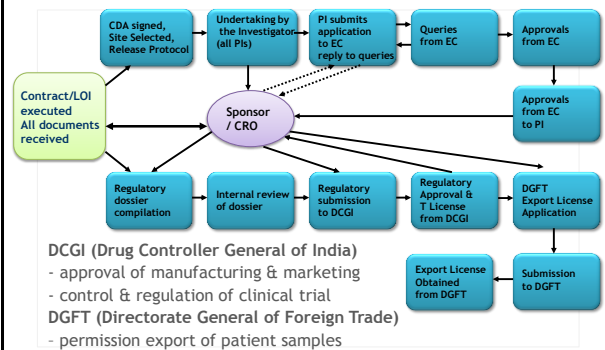 CDA signed,
Site Selected,
Release Protocol
Undertaking by
the Investigator
(all PIs)
PI submits
application
to EC
reply to queries
Queries
from EC
Approvals
from EC
Contract/LOI
executed
All documents
received
Sponsor
/ CRO
Approvals
from EC
to PI
Regulatory
dossier
compilation
Internal review
of dossier
Regulatory
submission
to DCGI
Regulatory
Approval &
T License
from DCGI
DGFT
Export License
Application
DCGI (Drug Controller General of India)
- approval of manufacturing & marketing
- control & regulation of clinical trial
DGFT (Directorate General of Foreign Trade)
- permission export of patient samples
Export License
Obtained
from DGFT
Submission
to DGFT